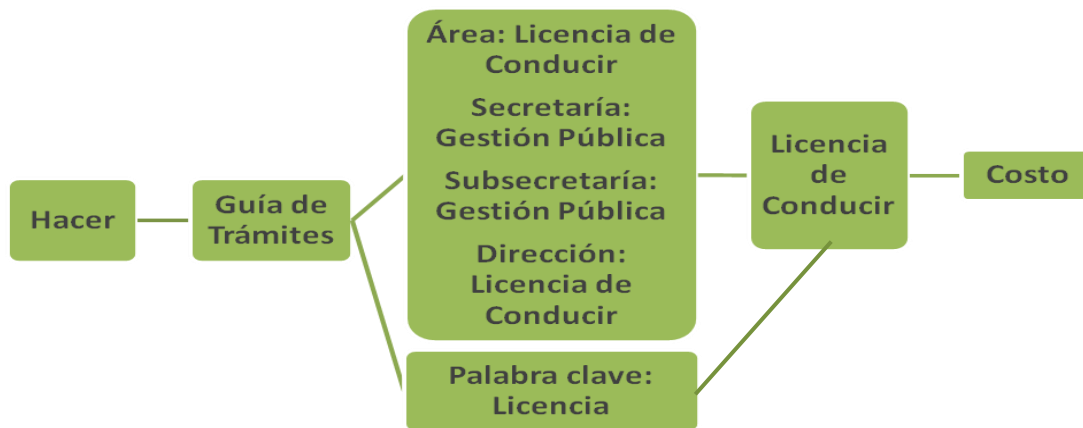 Hacer
Guía de
Trámites
Área: Licencia de
Conducir
Secretaría:
Gestión Pública
Subsecretaría:
Gestión Pública
Dirección:
Licencia de
Conducir
Palabra clave:
Licencia
Licencia
de
Conducir
Costo